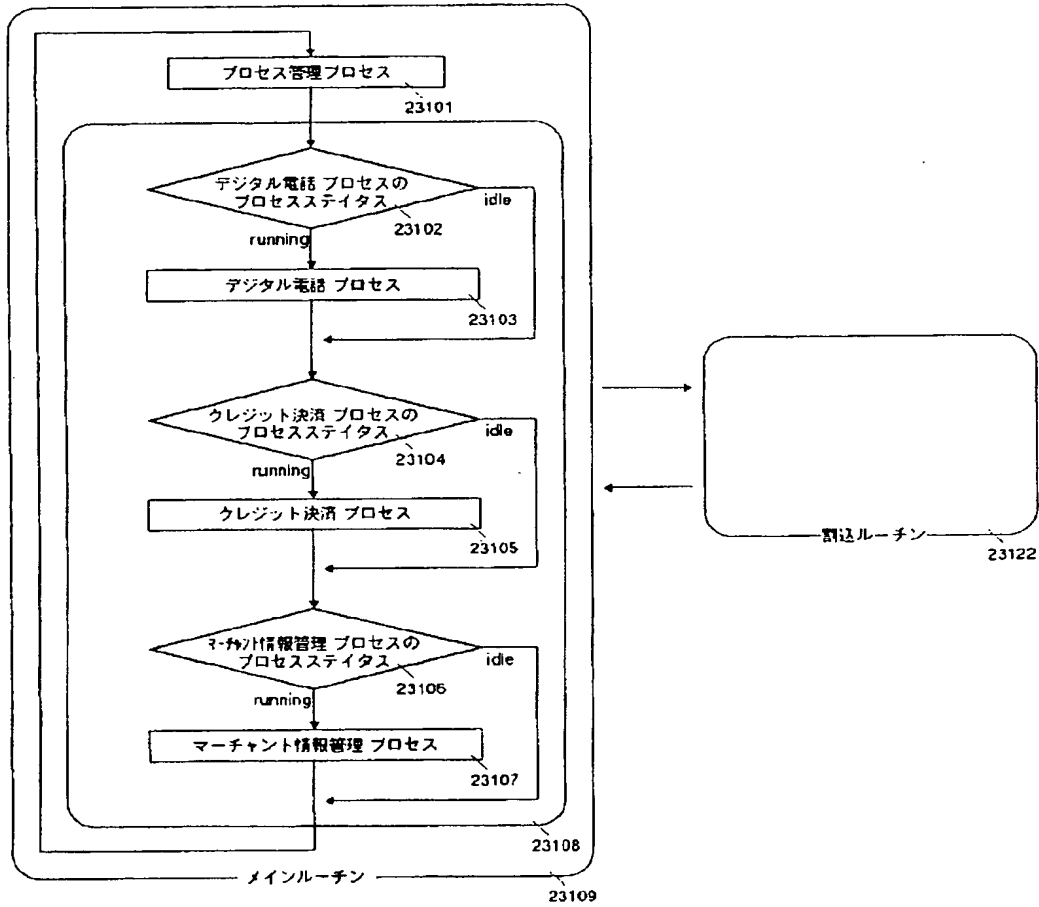 プロセス管理プロセス
23101
デジタル電話 プロセスの
プロセスステイタス
23102
idle
running
デジタル電話 プロセス
23103
クレジット決済 プロセスの
プロセスステイタス
23104
idle
running
クレジット決済 プロセス
23105
マーチャント情報管理 プロセスの
プロセスステイタス
23106
idle
running
マーチャント情報管理 プロセス
23107
23108
メインルーチン
23109
割込ルーチン
23122